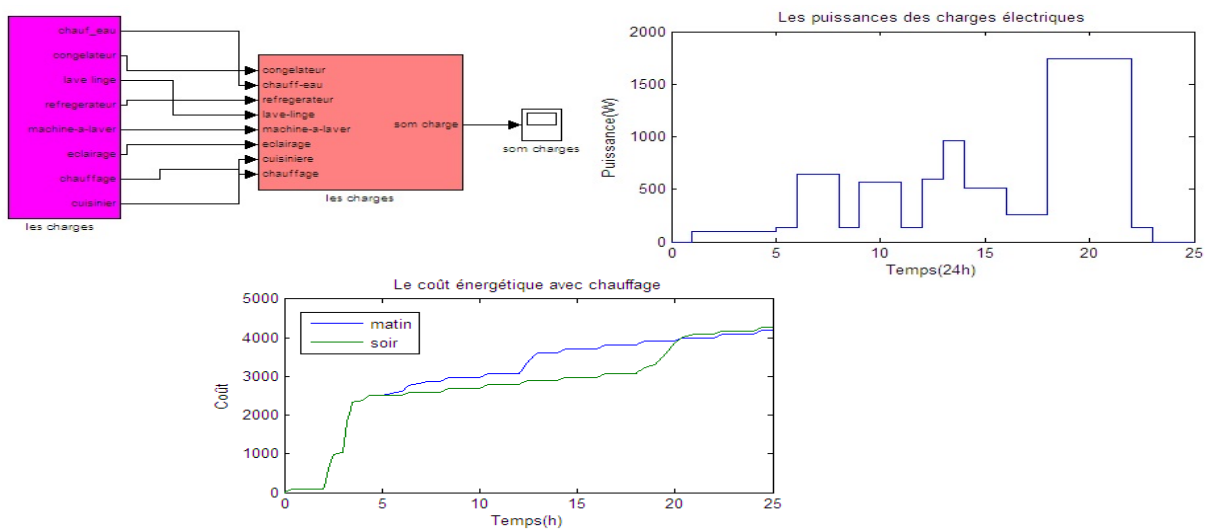 chauf_eau
congelateur
lave linge
refregerateur
machine-a-laver
eclairage
chauffage
cuisinier
les charges
congelateur
chauff-eau
refregerateur
lave-linge
machine-a-laver
eclairage
cuisiniere
chauffage
som charge
les charges
som charges
Les puissances des charges électriques
Puissance(W)
2000
1500
1000
500
0
0 5 10 15 20 25
Temps(24h)
Le coût énergétique avec chauffage
Coût
5000
4000
3000
2000
1000
0
matin
soir
0 5 10 15 20 25
Temps(h)